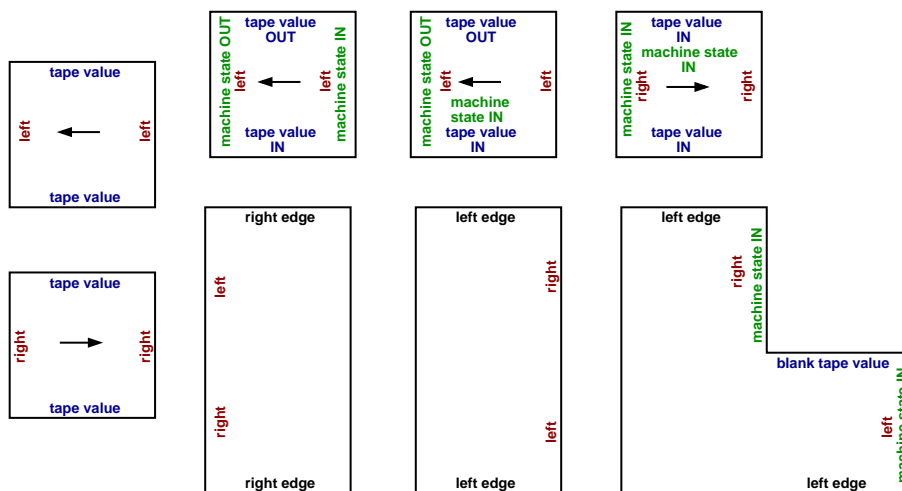 tape value
left
left
tape value
tape value
OUT
machine state OUT
left
left
machine state IN
tape value
IN
tape value
OUT
machine state OUT
left
left
machine
state IN
tape value
IN
tape value
IN
machine state IN
machine state
IN
right
right
tape value
IN
tape value
right
right
tape value
right edge
left
right
right edge
left edge
right
left
left edge
left edge
right
machine state IN
blank tape value
left
machine state IN
left edge